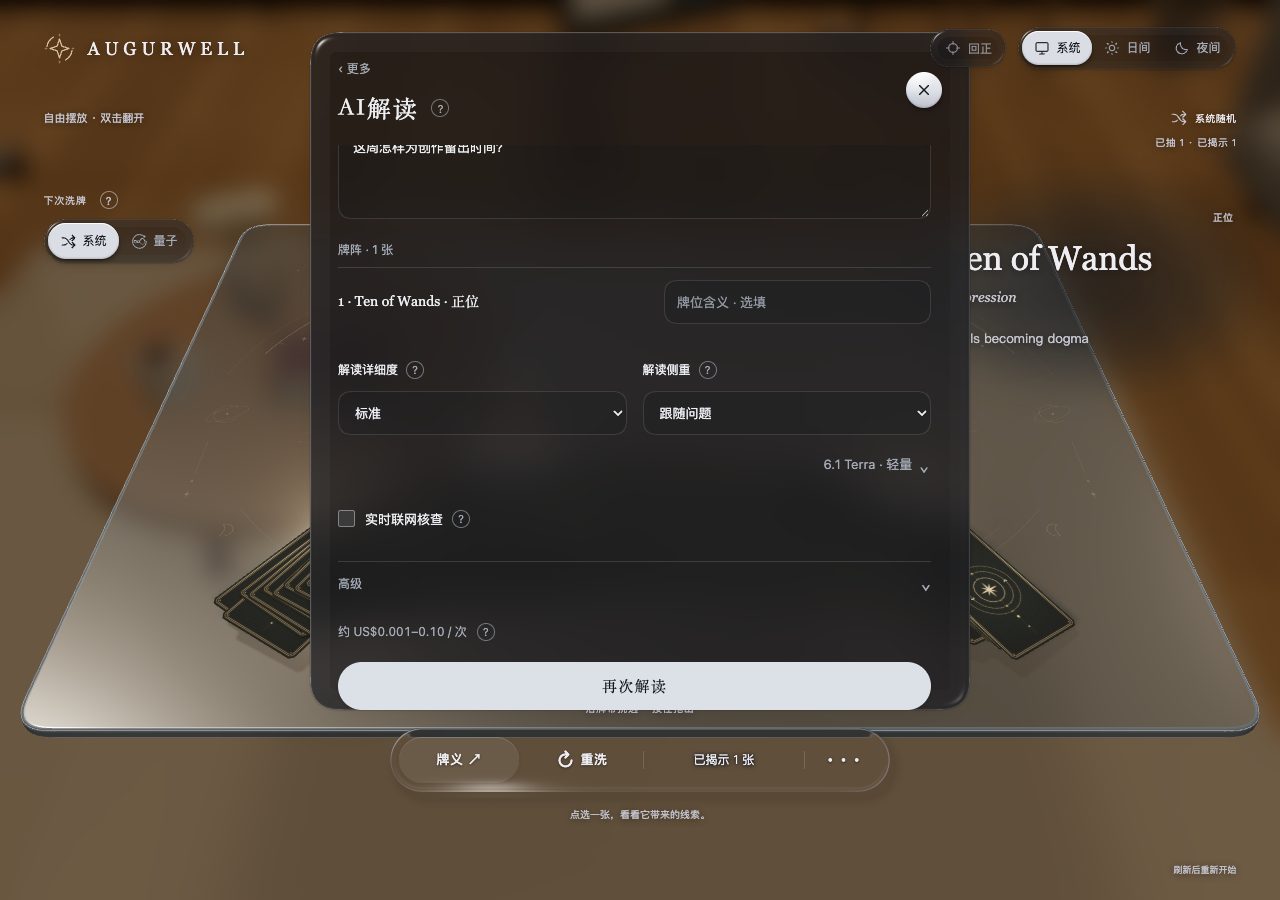 AUGURWELL
回正
系统
日间
夜间
‹ 更多
AI解读 ?
自由摆放 · 双击翻开
系统随机
已抽 1 · 已揭示 1
这周怎样为创作留出时间?
下次洗牌 ?
系统
量子
正位
牌阵 · 1 张
en of Wands
1 · Ten of Wands · 正位
牌位含义 · 选填
pression
ls becoming dogma
解读详细度 ?
解读侧重 ?
标准
跟随问题
6.1 Terra · 轻量
实时联网核查 ?
高级
约 US$0.001–0.10 / 次 ?
再次解读
牌义 ↗
重洗
已揭示 1 张
点选一张，看看它带来的线索。
刷新后重新开始